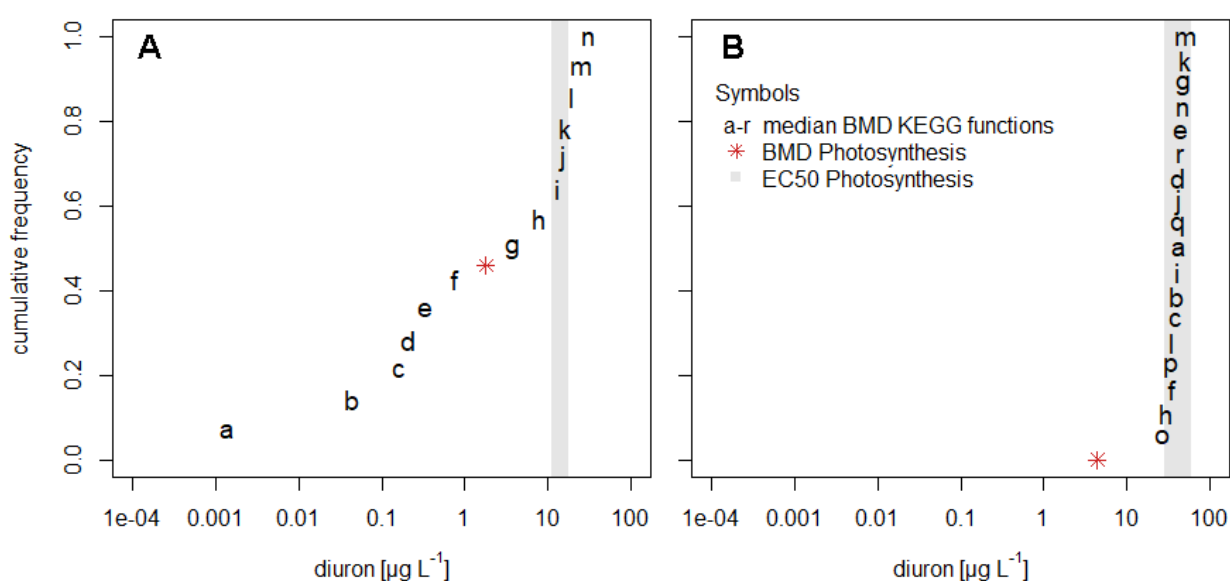 A
B
1.0
0.8
0.6
0.4
0.2
0.0
cumulative frequency
n
m
l
k
j
i
h
g
f
e
d
c
b
a
Symbols
a-r median BMD KEGG functions
BMD Photosynthesis
EC50 Photosynthesis
m
k
g
n
e
r
d
j
q
a
i
b
c
l
p
f
h
o
1e-04 0.001 0.01 0.1 1 10 100
1e-04 0.001 0.01 0.1 1 10 100
diuron [µg L⁻¹]
diuron [µg L⁻¹]